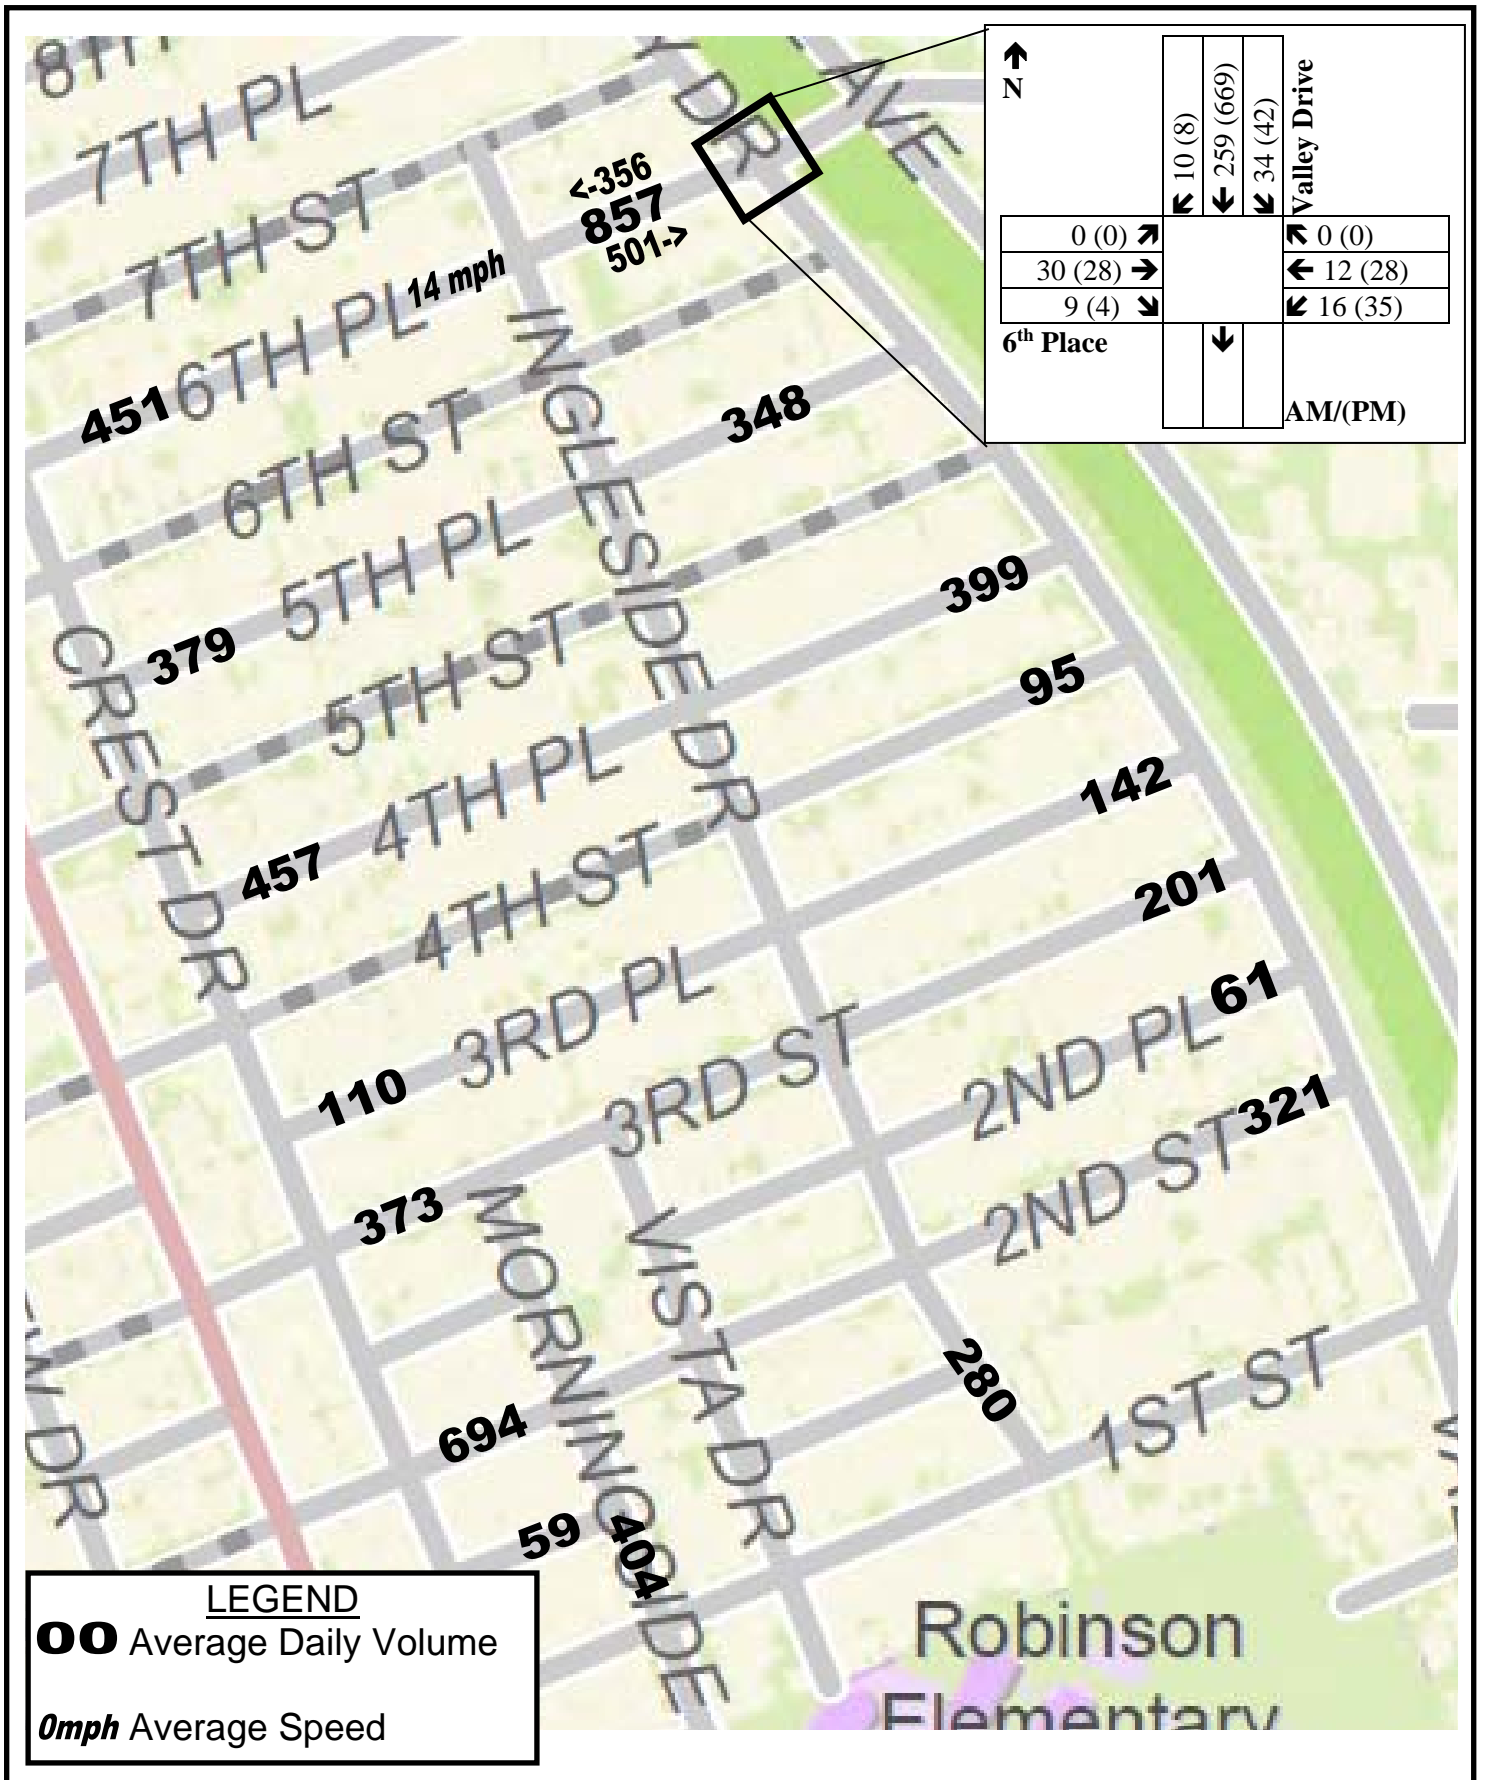 8TH
7TH PL
7TH ST
6TH PL
14 mph
451
6TH ST
Y DR
AVE
<-356
857
501->
INGLESIDE DR
348
5TH PL
379
5TH ST
399
CREST DR
95
4TH PL
457
142
4TH ST
201
3RD PL
110
61
2ND PL
3RD ST
321
2ND ST
373
MORNINGSIDE
VISTA DR
280
1ST ST
694
59
404
W DR
Robinson
Elementary
N
10 (8)
259 (669)
34 (42)
Valley Drive
0 (0)
30 (28)
9 (4)
0 (0)
12 (28)
16 (35)
6th Place
AM/(PM)
LEGEND
00 Average Daily Volume
0mph Average Speed